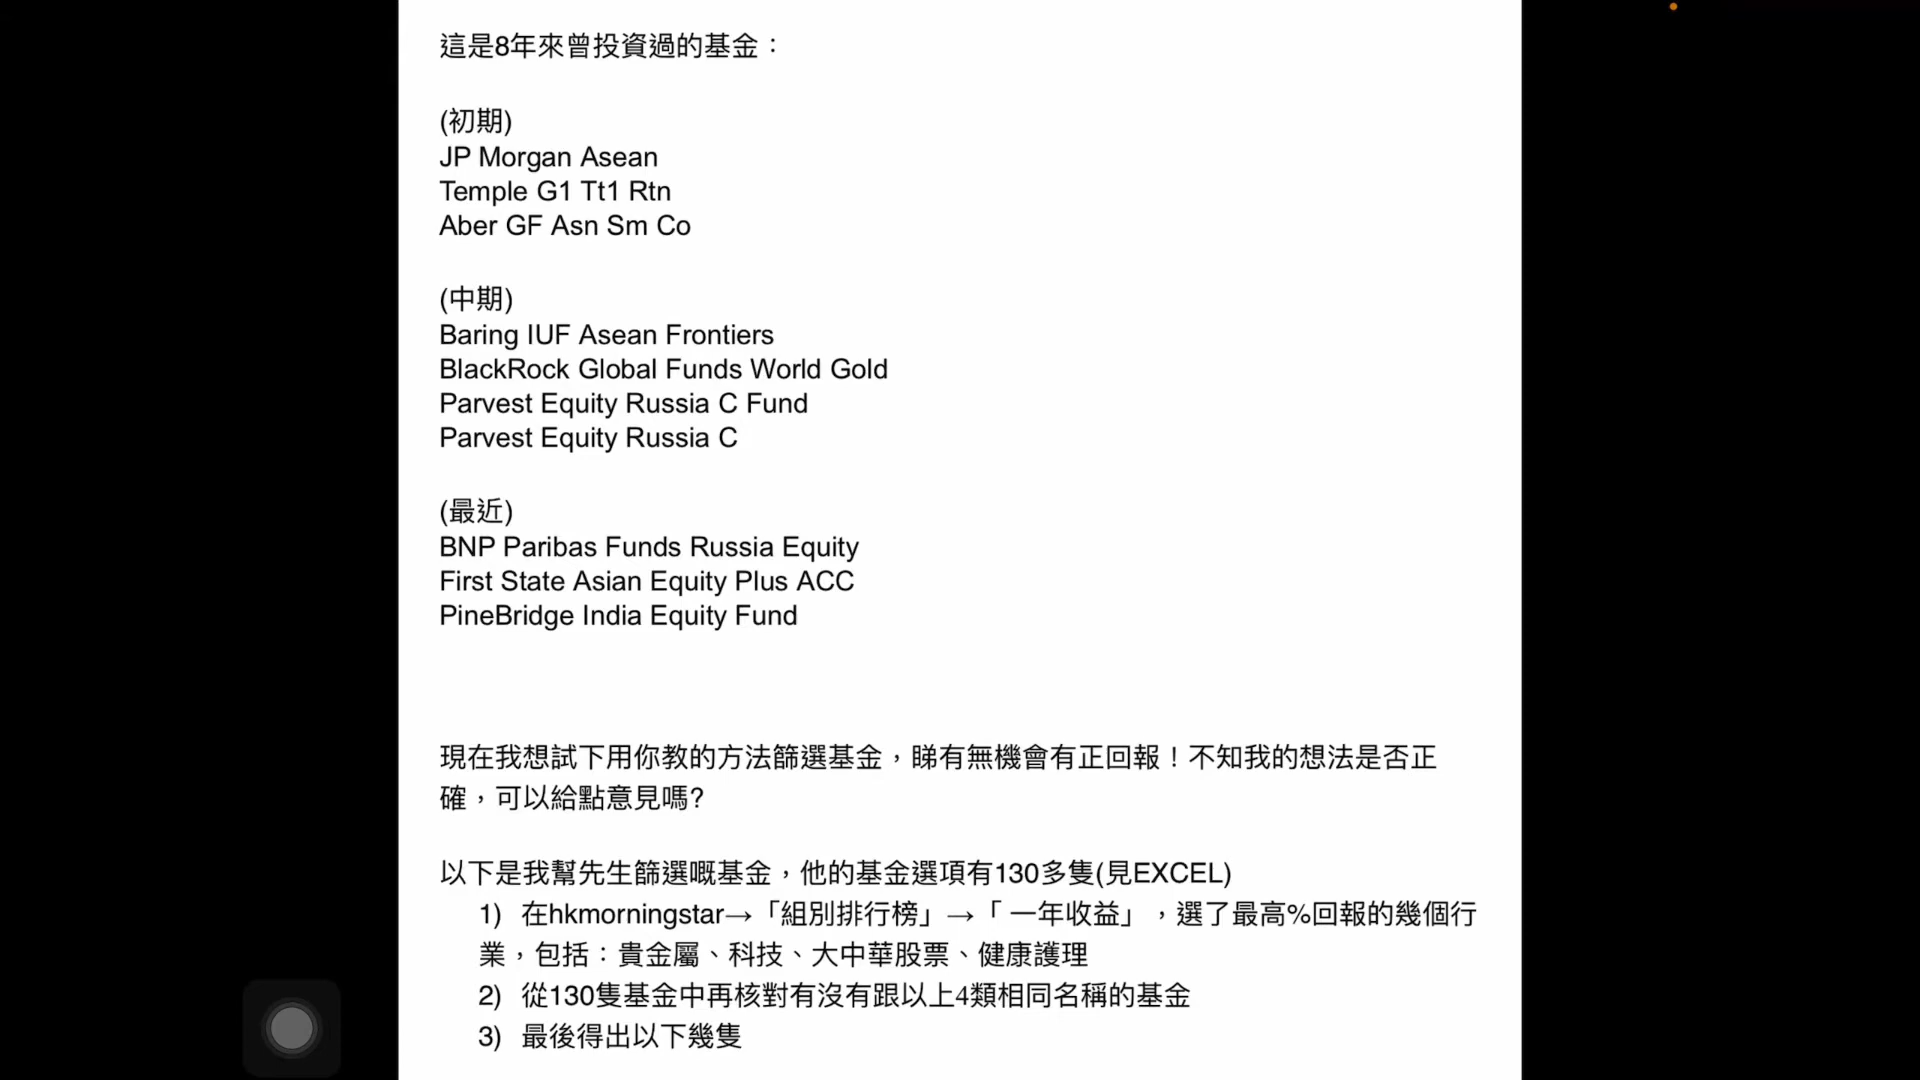 這是8年來曾投資過的基金：
(初期)
JP Morgan Asean
Temple G1 Tt1 Rtn
Aber GF Asn Sm Co
(中期)
Baring IUF Asean Frontiers
BlackRock Global Funds World Gold
Parvest Equity Russia C Fund
Parvest Equity Russia C
(最近)
BNP Paribas Funds Russia Equity
First State Asian Equity Plus ACC
PineBridge India Equity Fund
現在我想試下用你教的方法篩選基金，睇有無機會有正回報！不知我的想法是否正
確，可以給點意見嗎?
以下是我幫先生篩選嘅基金，他的基金選項有130多隻(見EXCEL)
1) 在hkmorningstar→「組別排行榜」→「 一年收益」，選了最高%回報的幾個行
業，包括：貴金屬、科技、大中華股票、健康護理
2) 從130隻基金中再核對有沒有跟以上4類相同名稱的基金
3) 最後得出以下幾隻